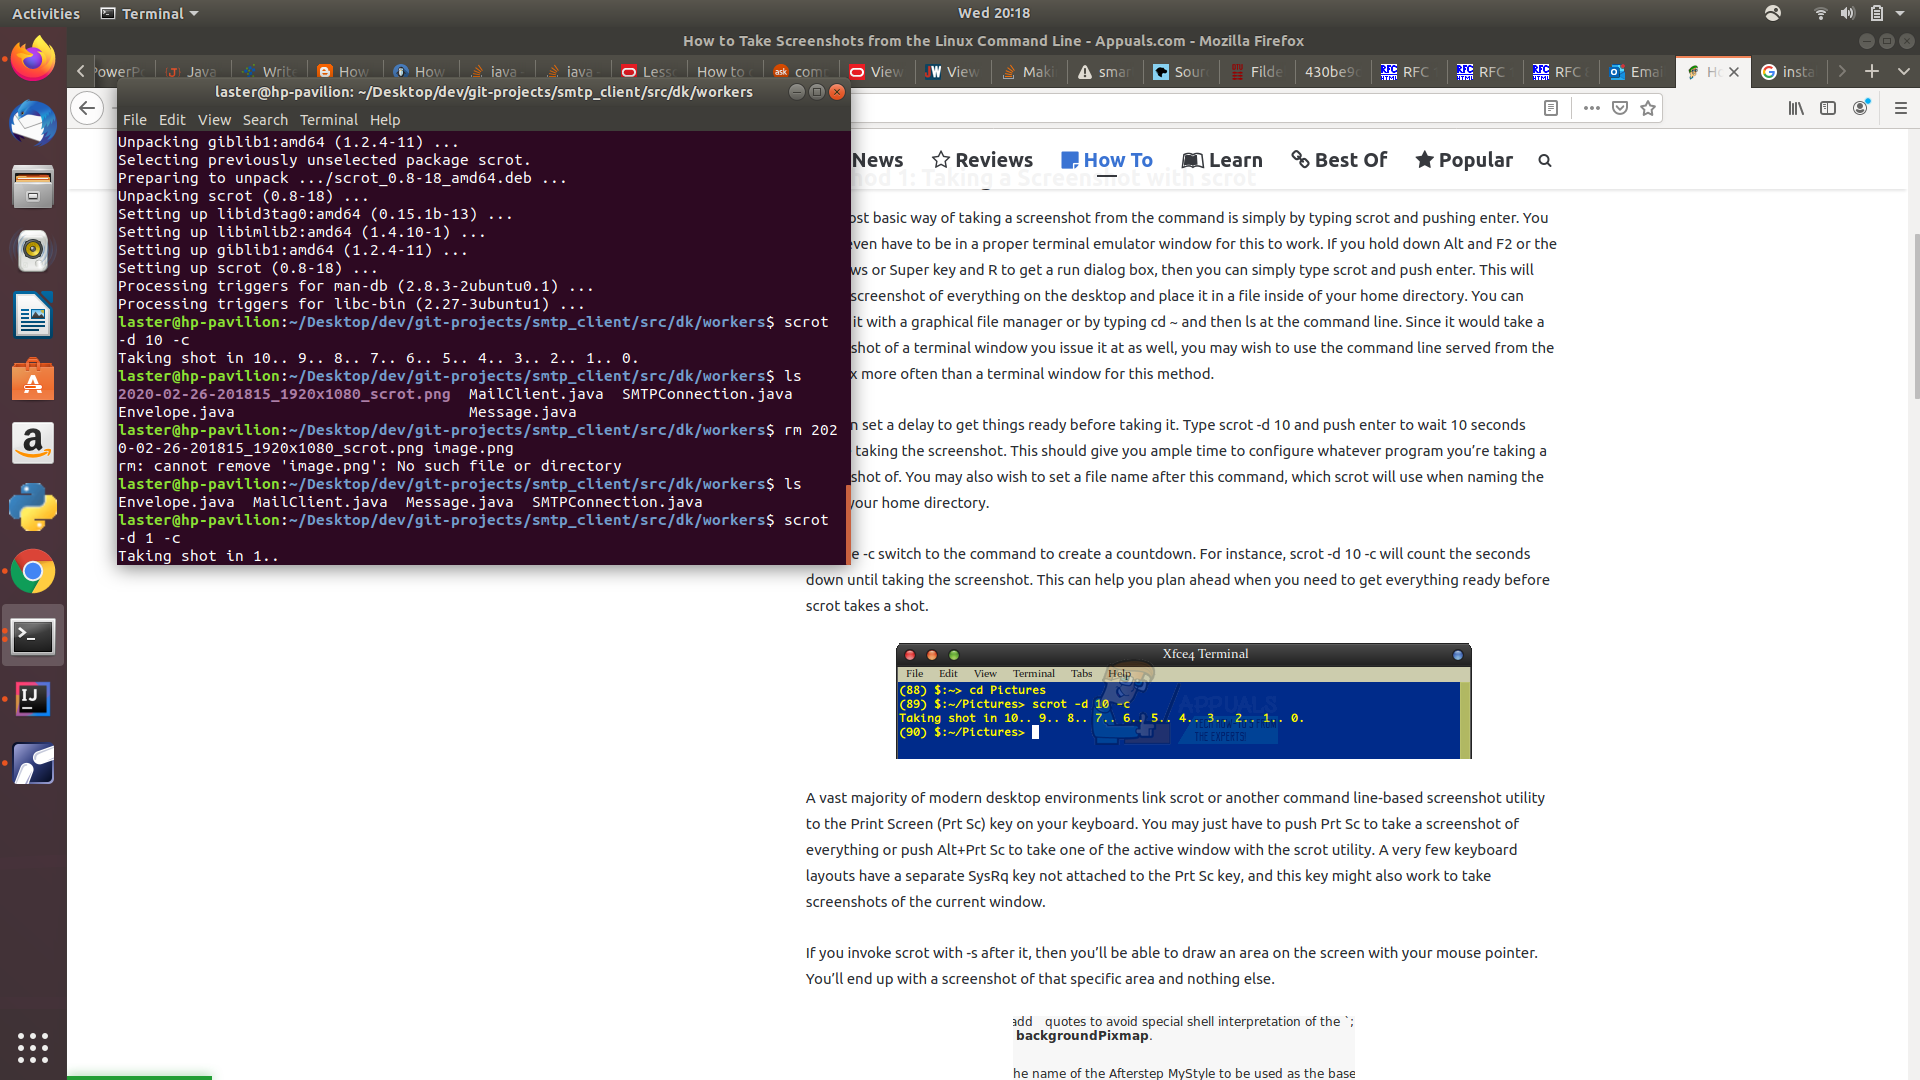 Activities Terminal
Wed 20:18
How to Take Screenshots from the Linux Command Line - Appuals.com - Mozilla Firefox
PowerP Java Write How How java java Less How to com View View Maki smar Sour Filde 430be9 RFC RFC RFC Emai Ho insta
laster@hp-pavilion: ~/Desktop/dev/git-projects/smtp_client/src/dk/workers
File Edit View Search Terminal Help
Unpacking giblib1:amd64 (1.2.4-11) ...
Selecting previously unselected package scrot.
Preparing to unpack .../scrot_0.8-18_amd64.deb ...
Unpacking scrot (0.8-18) ...
Setting up libid3tag0:amd64 (0.15.1b-13) ...
Setting up libimlib2:amd64 (1.4.10-1) ...
Setting up giblib1:amd64 (1.2.4-11) ...
Setting up scrot (0.8-18) ...
Processing triggers for man-db (2.8.3-2ubuntu0.1) ...
Processing triggers for libc-bin (2.27-3ubuntu1) ...
laster@hp-pavilion:~/Desktop/dev/git-projects/smtp_client/src/dk/workers$ scrot
-d 10 -c
Taking shot in 10.. 9.. 8.. 7.. 6.. 5.. 4.. 3.. 2.. 1.. 0.
laster@hp-pavilion:~/Desktop/dev/git-projects/smtp_client/src/dk/workers$ ls
2020-02-26-201815_1920x1080_scrot.png MailClient.java SMTPConnection.java
Envelope.java Message.java
laster@hp-pavilion:~/Desktop/dev/git-projects/smtp_client/src/dk/workers$ rm 202
0-02-26-201815_1920x1080_scrot.png image.png
rm: cannot remove 'image.png': No such file or directory
laster@hp-pavilion:~/Desktop/dev/git-projects/smtp_client/src/dk/workers$ ls
Envelope.java MailClient.java Message.java SMTPConnection.java
laster@hp-pavilion:~/Desktop/dev/git-projects/smtp_client/src/dk/workers$ scrot
-d 1 -c
Taking shot in 1..
News Reviews How To Learn Best Of Popular
hod 1: Taking a Screenshot with scrot
ost basic way of taking a screenshot from the command is simply by typing scrot and pushing enter. You
even have to be in a proper terminal emulator window for this to work. If you hold down Alt and F2 or the
ws or Super key and R to get a run dialog box, then you can simply type scrot and push enter. This will
screenshot of everything on the desktop and place it in a file inside of your home directory. You can
it with a graphical file manager or by typing cd ~ and then ls at the command line. Since it would take a
shot of a terminal window you issue it at as well, you may wish to use the command line served from the
x more often than a terminal window for this method.
n set a delay to get things ready before taking it. Type scrot -d 10 and push enter to wait 10 seconds
taking the screenshot. This should give you ample time to configure whatever program you're taking a
shot of. You may also wish to set a file name after this command, which scrot will use when naming the
your home directory.
e -c switch to the command to create a countdown. For instance, scrot -d 10 -c will count the seconds
down until taking the screenshot. This can help you plan ahead when you need to get everything ready before
scrot takes a shot.
Xfce4 Terminal
File Edit View Terminal Tabs Help
(88) $:~> cd Pictures
(89) $:~/Pictures> scrot -d 10 -c
Taking shot in 10.. 9.. 8.. 7.. 6.. 5.. 4.. 3.. 2.. 1.. 0.
(90) $:~/Pictures>
APPUALS
THE EXPERTS!
A vast majority of modern desktop environments link scrot or another command line-based screenshot utility
to the Print Screen (Prt Sc) key on your keyboard. You may just have to push Prt Sc to take a screenshot of
everything or push Alt+Prt Sc to take one of the active window with the scrot utility. A very few keyboard
layouts have a separate SysRq key not attached to the Prt Sc key, and this key might also work to take
screenshots of the current window.
If you invoke scrot with -s after it, then you'll be able to draw an area on the screen with your mouse pointer.
You'll end up with a screenshot of that specific area and nothing else.
add quotes to avoid special shell interpretation of the `;
backgroundPixmap.
he name of the Afterstep MyStyle to be used as the base